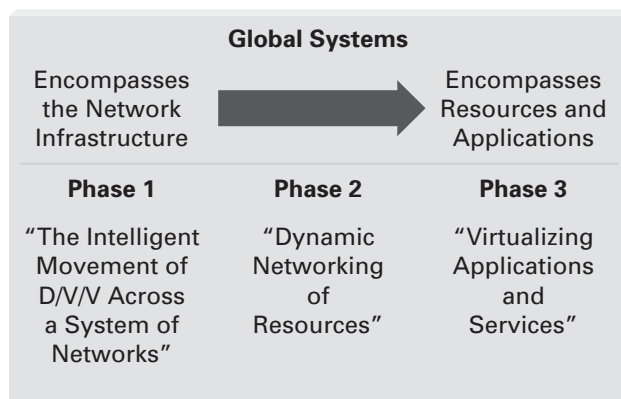 Global Systems
Encompasses
the Network
Infrastructure
Encompasses
Resources and
Applications
Phase 1
“The Intelligent
Movement of
D/V/V Across
a System of
Networks”
Phase 2
“Dynamic
Networking
of
Resources”
Phase 3
“Virtualizing
Applications
and
Services”